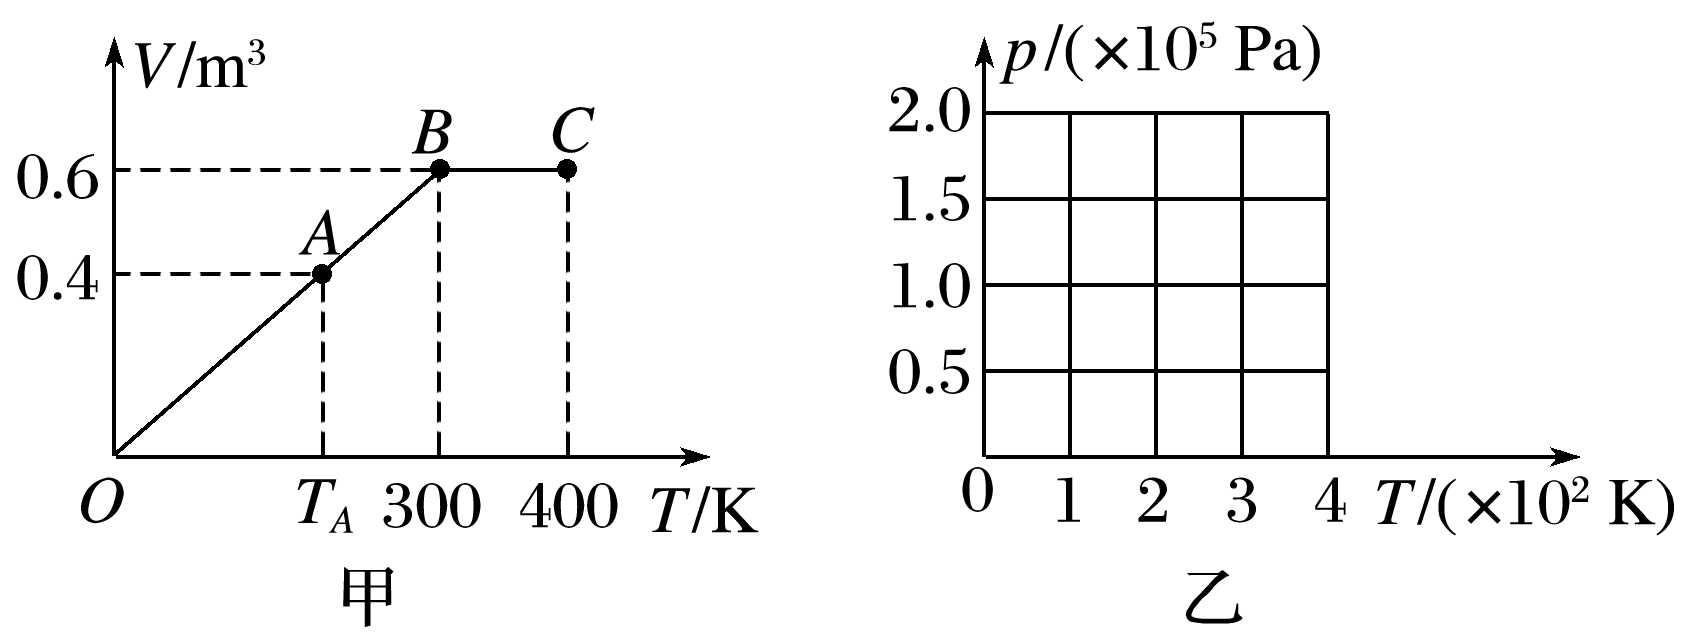 V/m³
B
C
0.6
A
0.4
O
T_A
300
400
T/K
甲
p/(×10⁵ Pa)
2.0
1.5
1.0
0.5
0
1
2
3
4
T/(×10² K)
乙